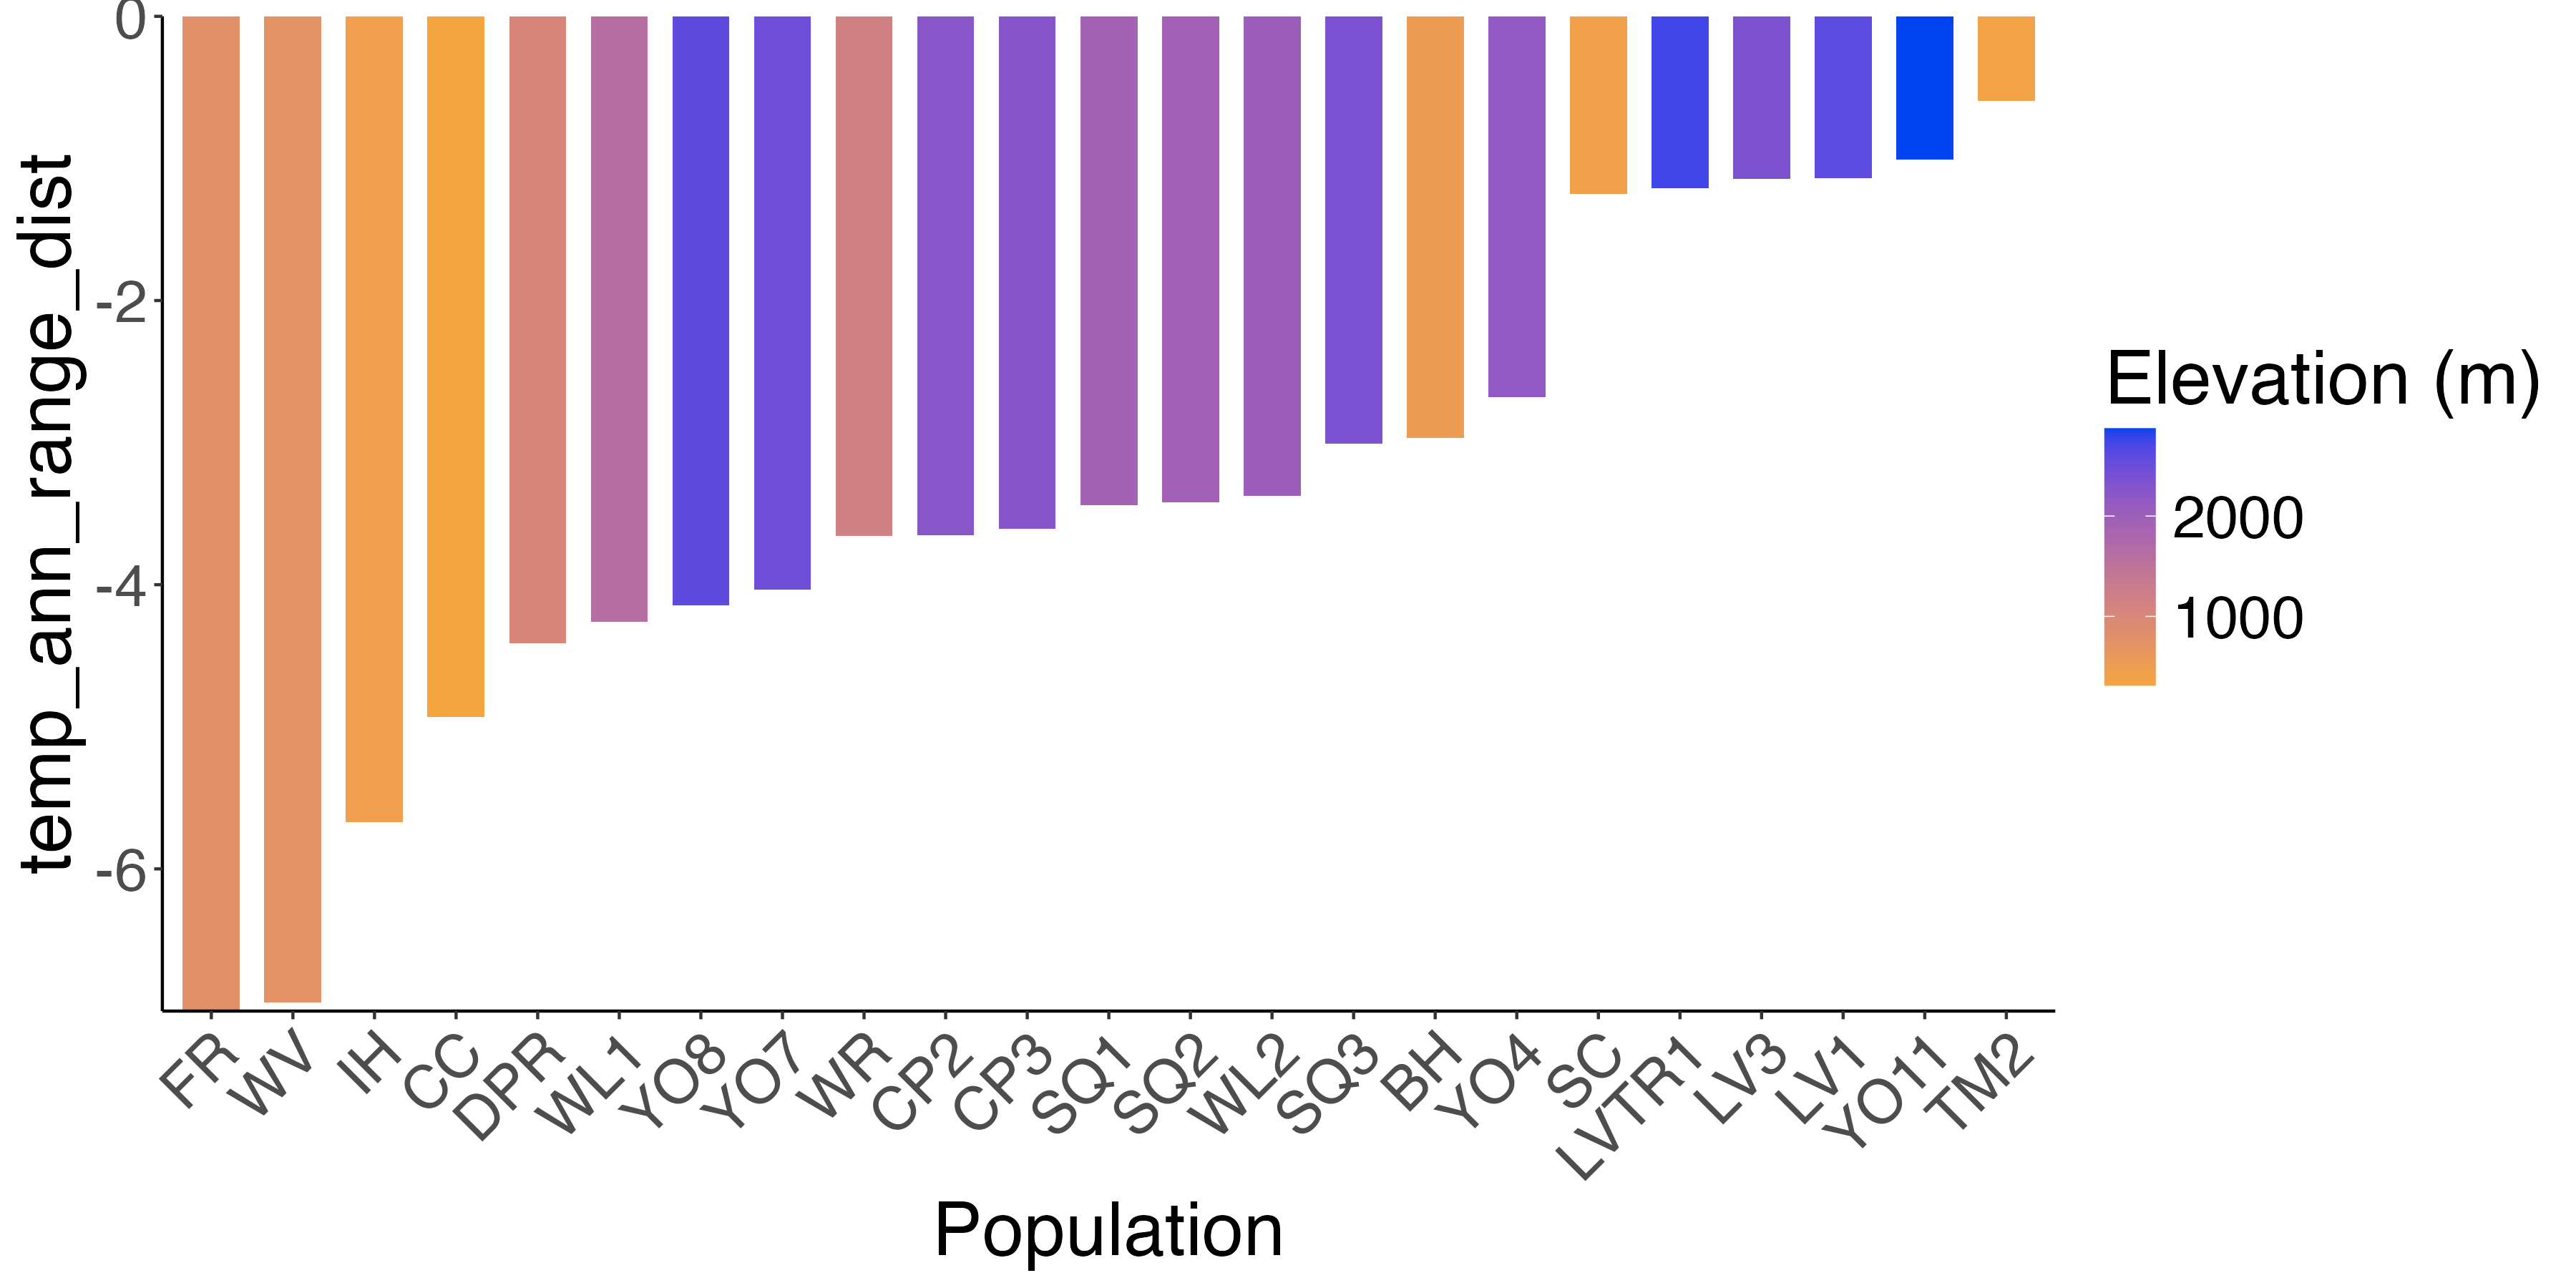 temp_ann_range_dist
0
-2
-4
-6
FR
WV
IH
CC
DPR
WL1
YO8
YO7
WR
CP2
CP3
SQ1
SQ2
WL2
SQ3
BH
YO4
SC
LVTR1
LV3
LV1
YO11
TM2
Population
Elevation (m)
2000
1000